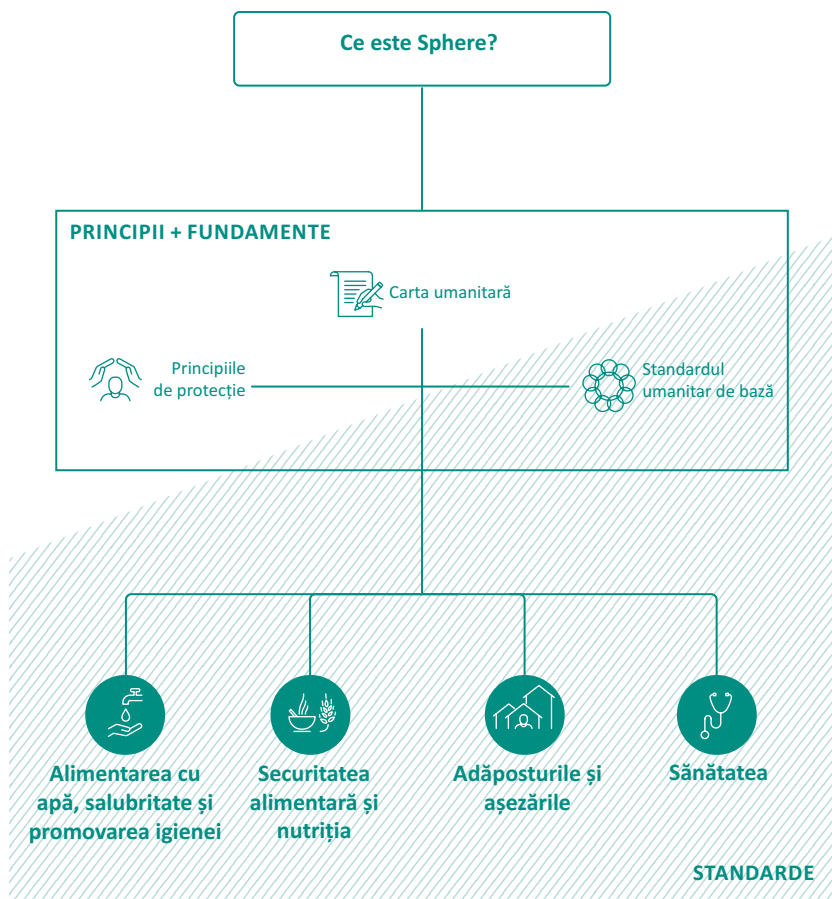 Ce este Sphere?
PRINCIPII + FUNDAMENTE
Carta umanitară
Principiile
de protecție
Standardul
umanitar de bază
Alimentarea cu
apă, salubritate și
promovarea igienei
Securitatea
alimentară și
nutriția
Adăposturile și
așezările
Sănătatea
STANDARDE